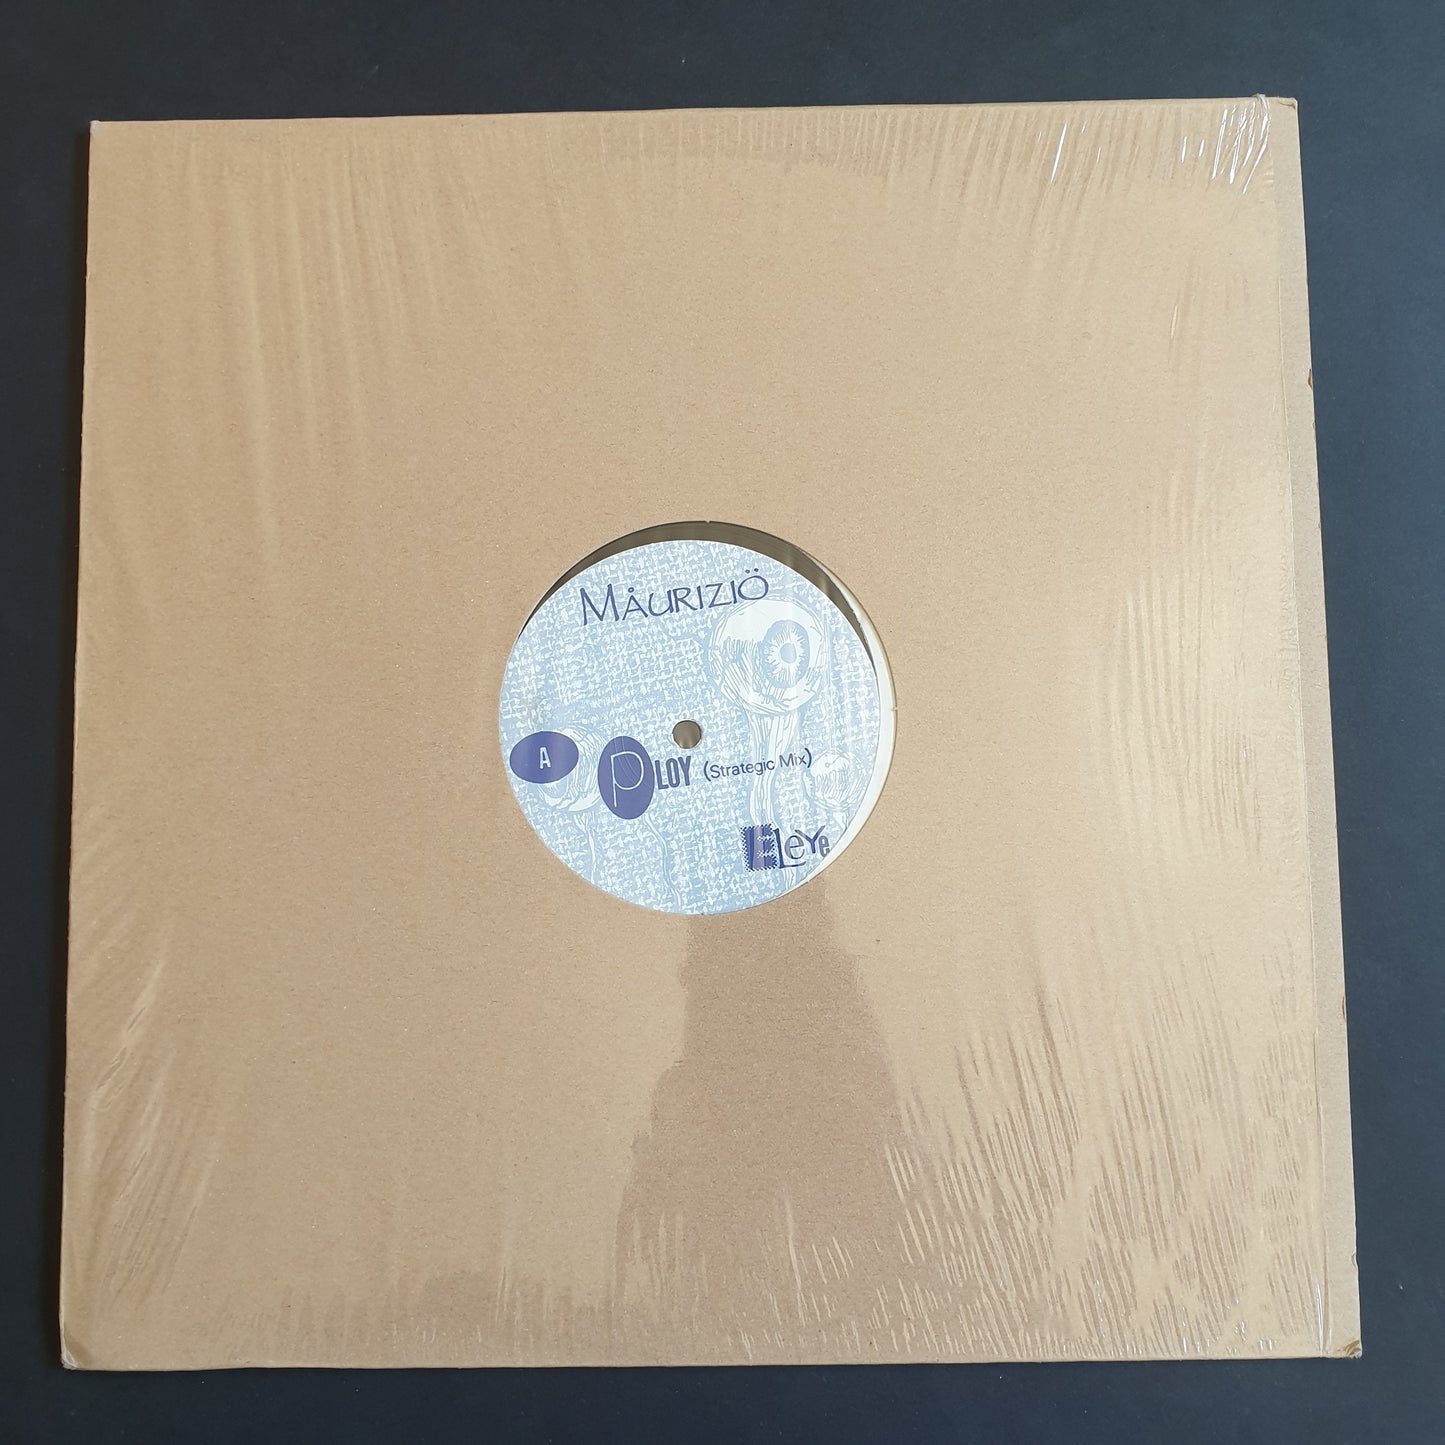 MÅURIZIÖ
A
PLOY (Strategic Mix)
ELeYe